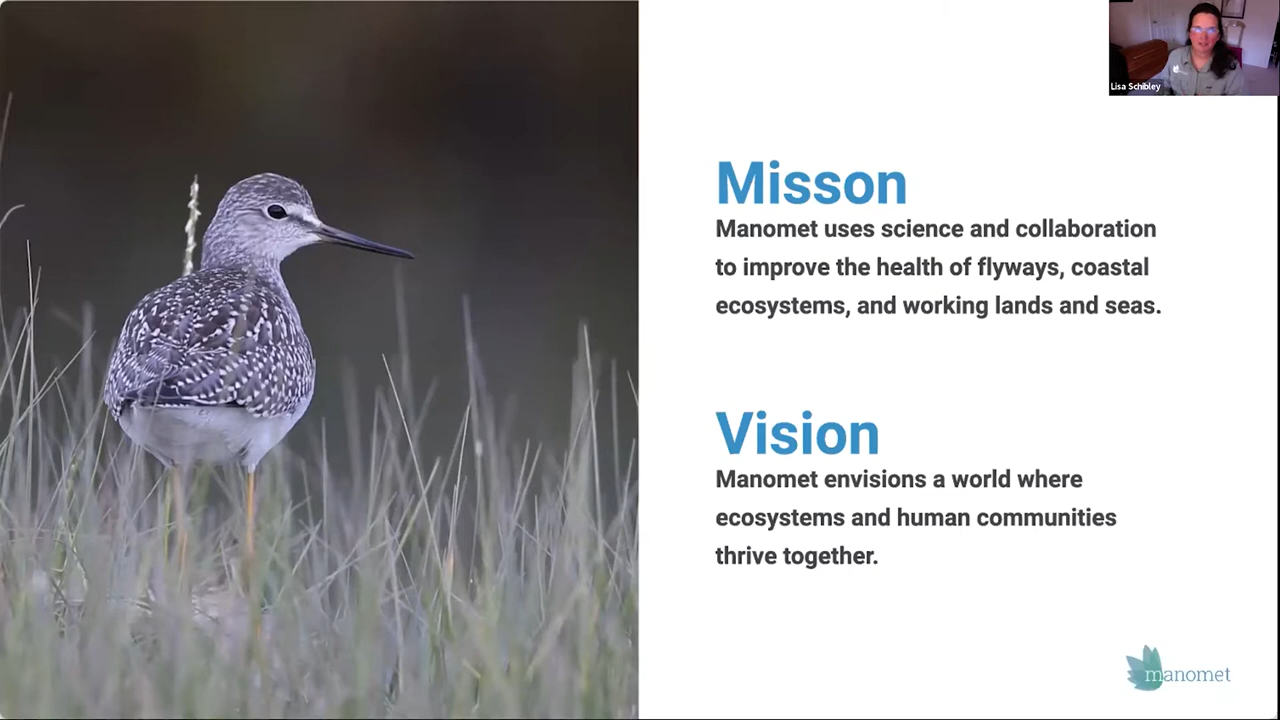 Lisa Schibley
Misson
Manomet uses science and collaboration
to improve the health of flyways, coastal
ecosystems, and working lands and seas.
Vision
Manomet envisions a world where
ecosystems and human communities
thrive together.
manomet